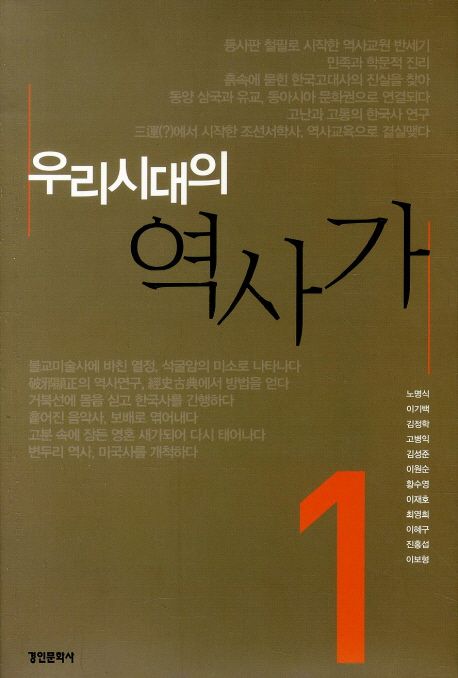 등사판 철필로 시작한 역사교원 반세기
민족과 학문적 진리
흙속에 묻힌 한국고대사의 진실을 찾아
동양 삼국과 유교, 동아시아 문화권으로 연결되다
고난과 고통의 한국사 연구
三運(?)에서 시작한 조선서학사, 역사교육으로 결실맺다
우리시대의
역사가
불교미술사에 바친 열정, 석굴암의 미소로 나타나다
破邪顯正의 역사연구, 經史古典에서 방법을 얻다
거북선에 몸을 싣고 한국사를 간행하다
흩어진 음악사, 보배로 엮어내다
고분 속에 잠든 영혼 새가되어 다시 태어나다
변두리 역사, 미국사를 개척하다
노명식
이기백
김정학
고병익
김성준
이원순
황수영
이재호
최영희
이혜구
진홍섭
이보형
1
경인문화사